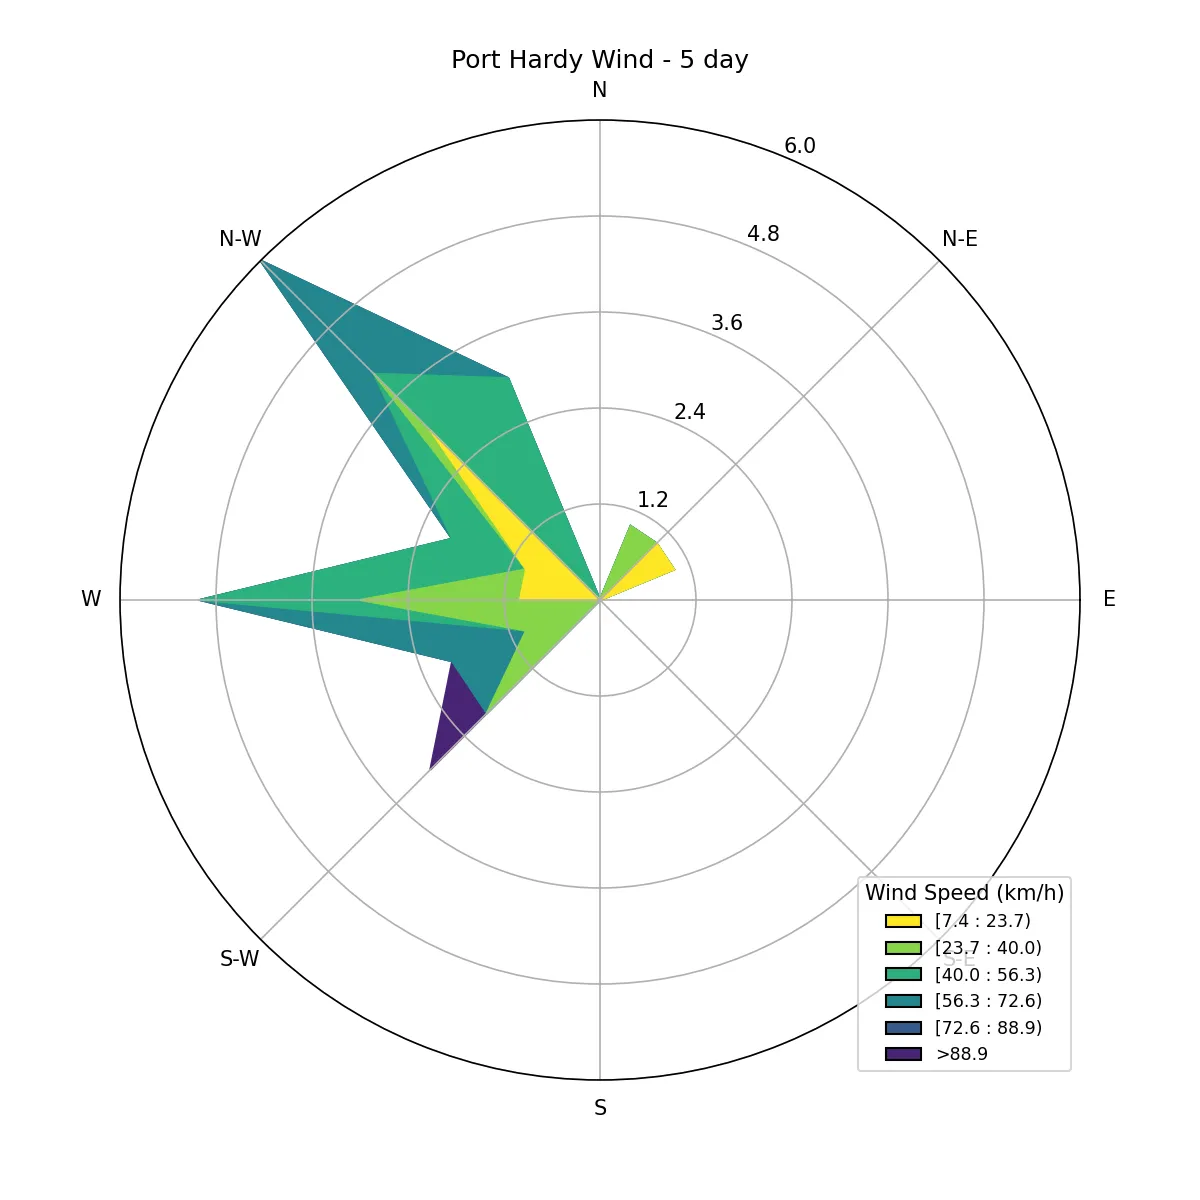 Port Hardy Wind - 5 day
N
6.0
N-W
N-E
4.8
3.6
2.4
1.2
W
E
S-W
S-E
Wind Speed (km/h)
[7.4 : 23.7)
[23.7 : 40.0)
[40.0 : 56.3)
[56.3 : 72.6)
[72.6 : 88.9)
>88.9
S